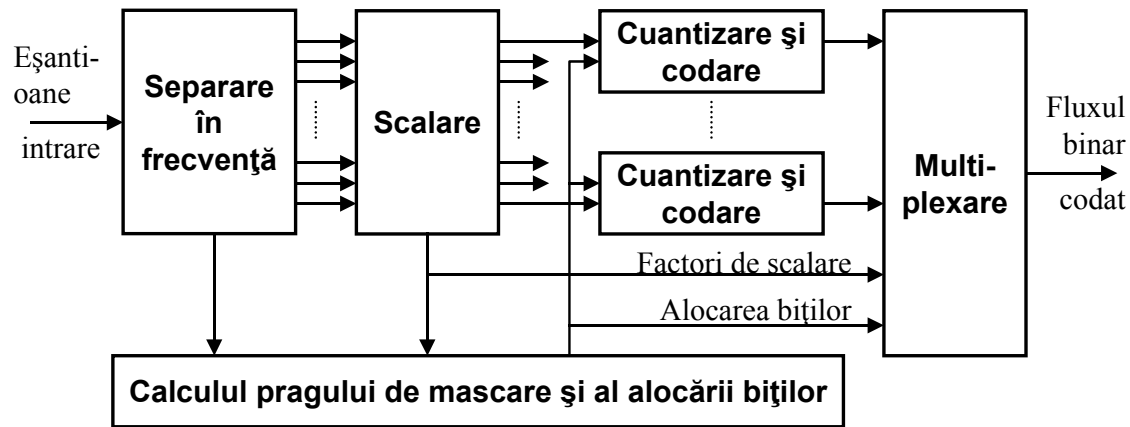 Eşanti-
oane
intrare
Separare
în
frecvenţă
Scalare
Cuantizare şi
codare
Cuantizare şi
codare
Multi-
plexare
Fluxul
binar
codat
Factori de scalare
Alocarea biţilor
Calculul pragului de mascare şi al alocării biţilor